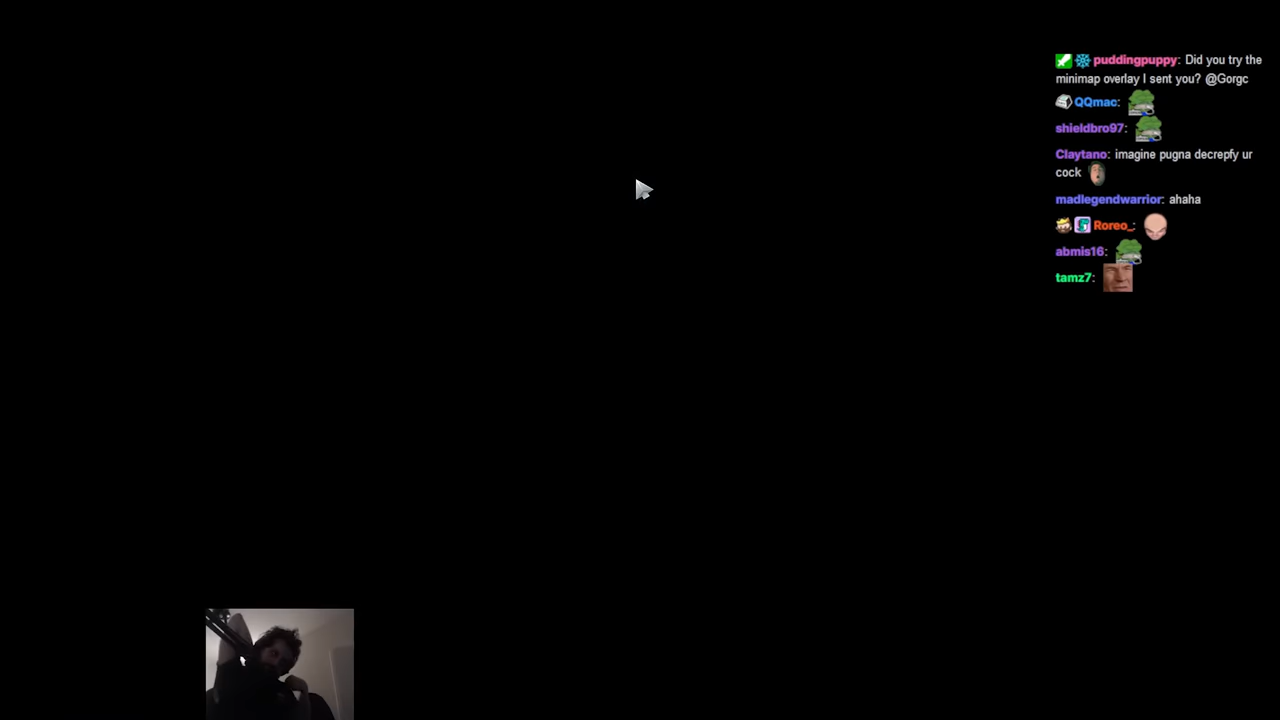 puddingpuppy: Did you try the
minimap overlay I sent you? @Gorgc
QQmac:
shieldbro97:
Claytano: imagine pugna decrepfy ur
cock
madlegendwarrior: ahaha
Roreo_:
abmis16:
tamz7: